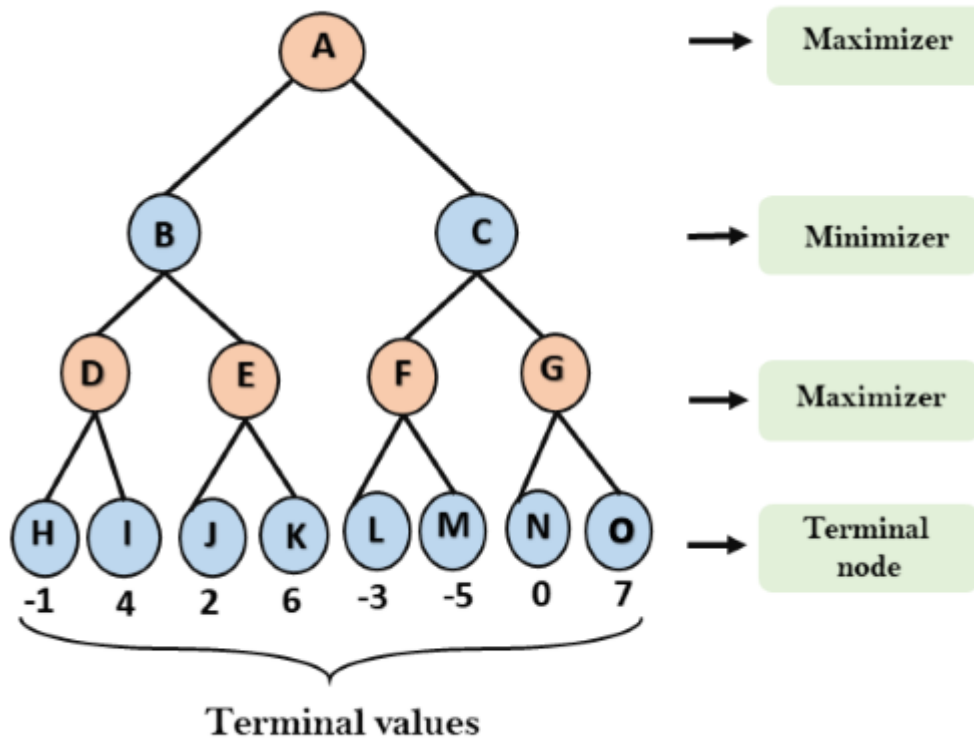 A
Maximizer
B
C
Minimizer
D
E
F
G
Maximizer
H
I
J
K
L
M
N
O
Terminal
node
-1
4
2
6
-3
-5
0
7
Terminal values